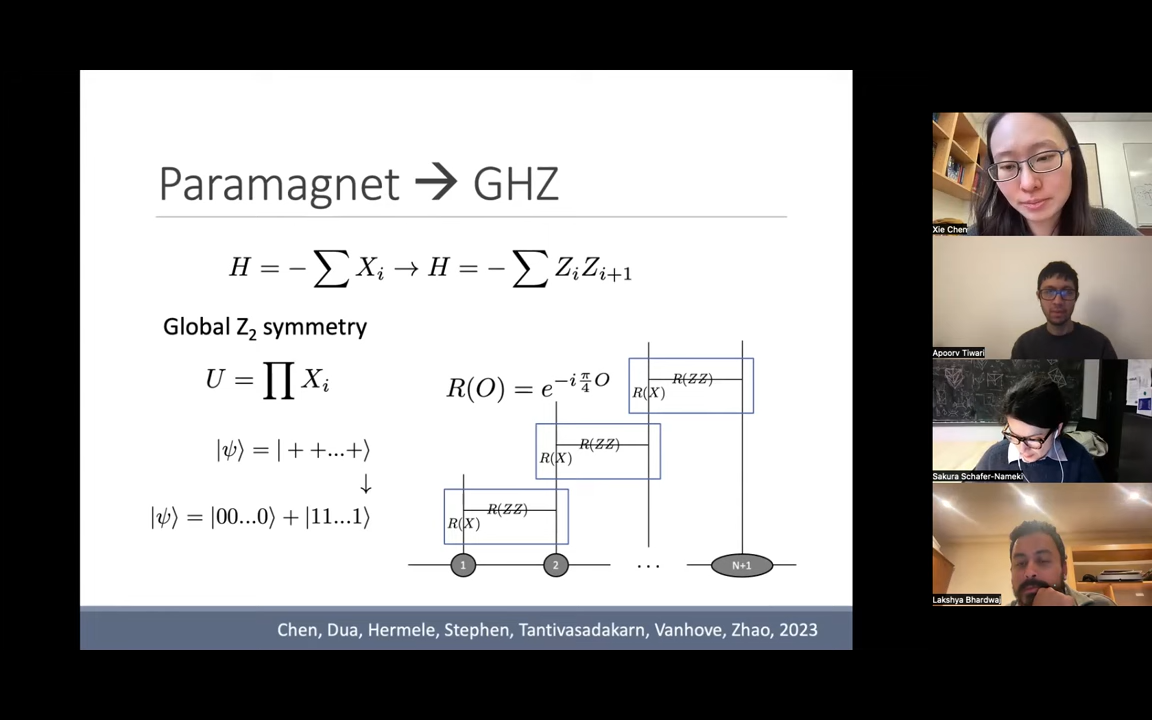 Paramagnet → GHZ
H = − ∑ X_i → H = − ∑ Z_i Z_{i+1}
Global Z₂ symmetry
U = ∏ X_i
R(O) = e^{−i π/4 O}
|ψ⟩ = | + +...+⟩
↓
|ψ⟩ = |00...0⟩ + |11...1⟩
R(ZZ)
R(X)
R(ZZ)
R(X)
R(ZZ)
R(X)
1 2 ... N+1
Chen, Dua, Hermele, Stephen, Tantivasadakarn, Vanhove, Zhao, 2023
Xie Chen
Apoorv Tiwari
Sakura Schafer-Nameki
Lakshya Bhardwaj